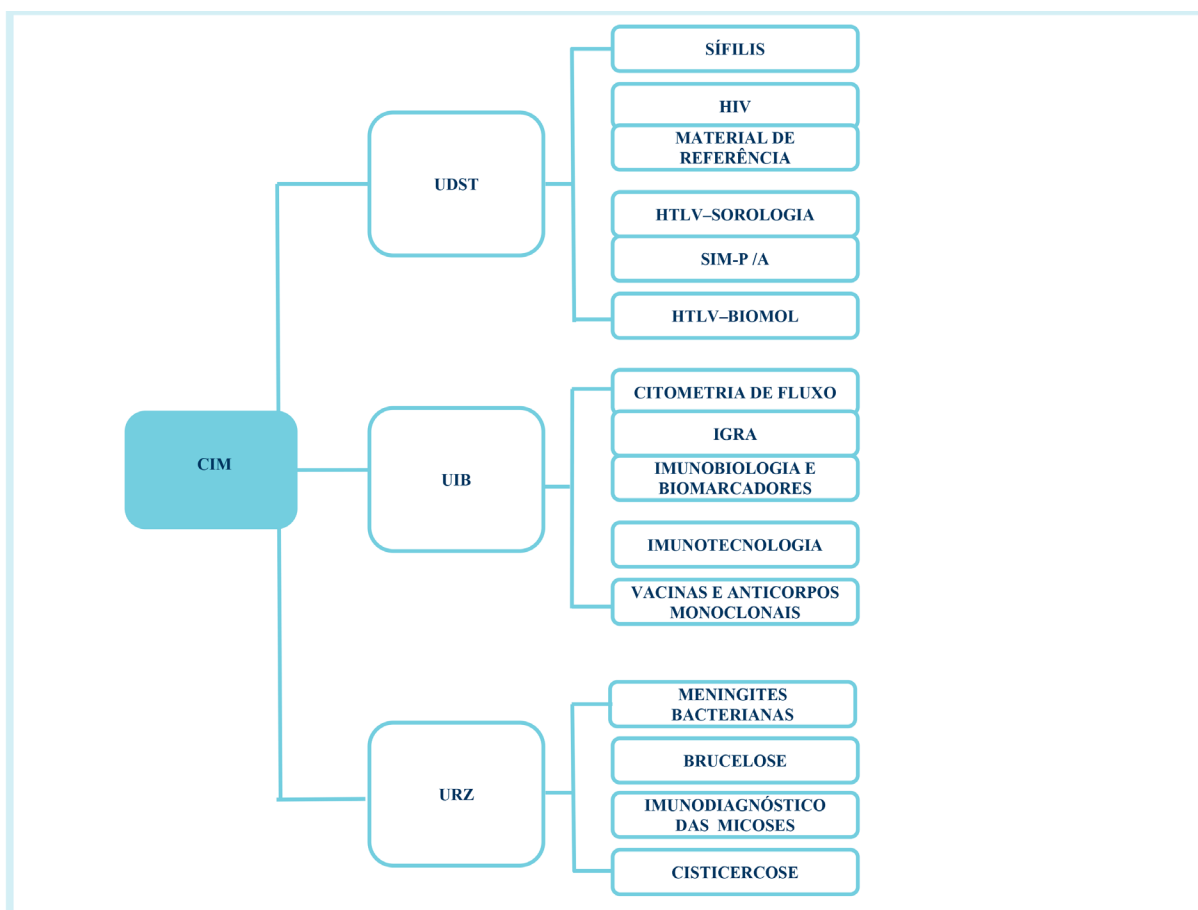 CIM
UDST
SÍFILIS
HIV
MATERIAL DE
REFERÊNCIA
HTLV–SOROLOGIA
SIM-P /A
HTLV–BIOMOL
UIB
CITOMETRIA DE FLUXO
IGRA
IMUNOBIOLOGIA E
BIOMARCADORES
IMUNOTECNOLOGIA
VACINAS E ANTICORPOS
MONOCLONAIS
URZ
MENINGITES
BACTERIANAS
BRUCELOSE
IMUNODIAGNÓSTICO
DAS MICOSES
CISTICERCOSE